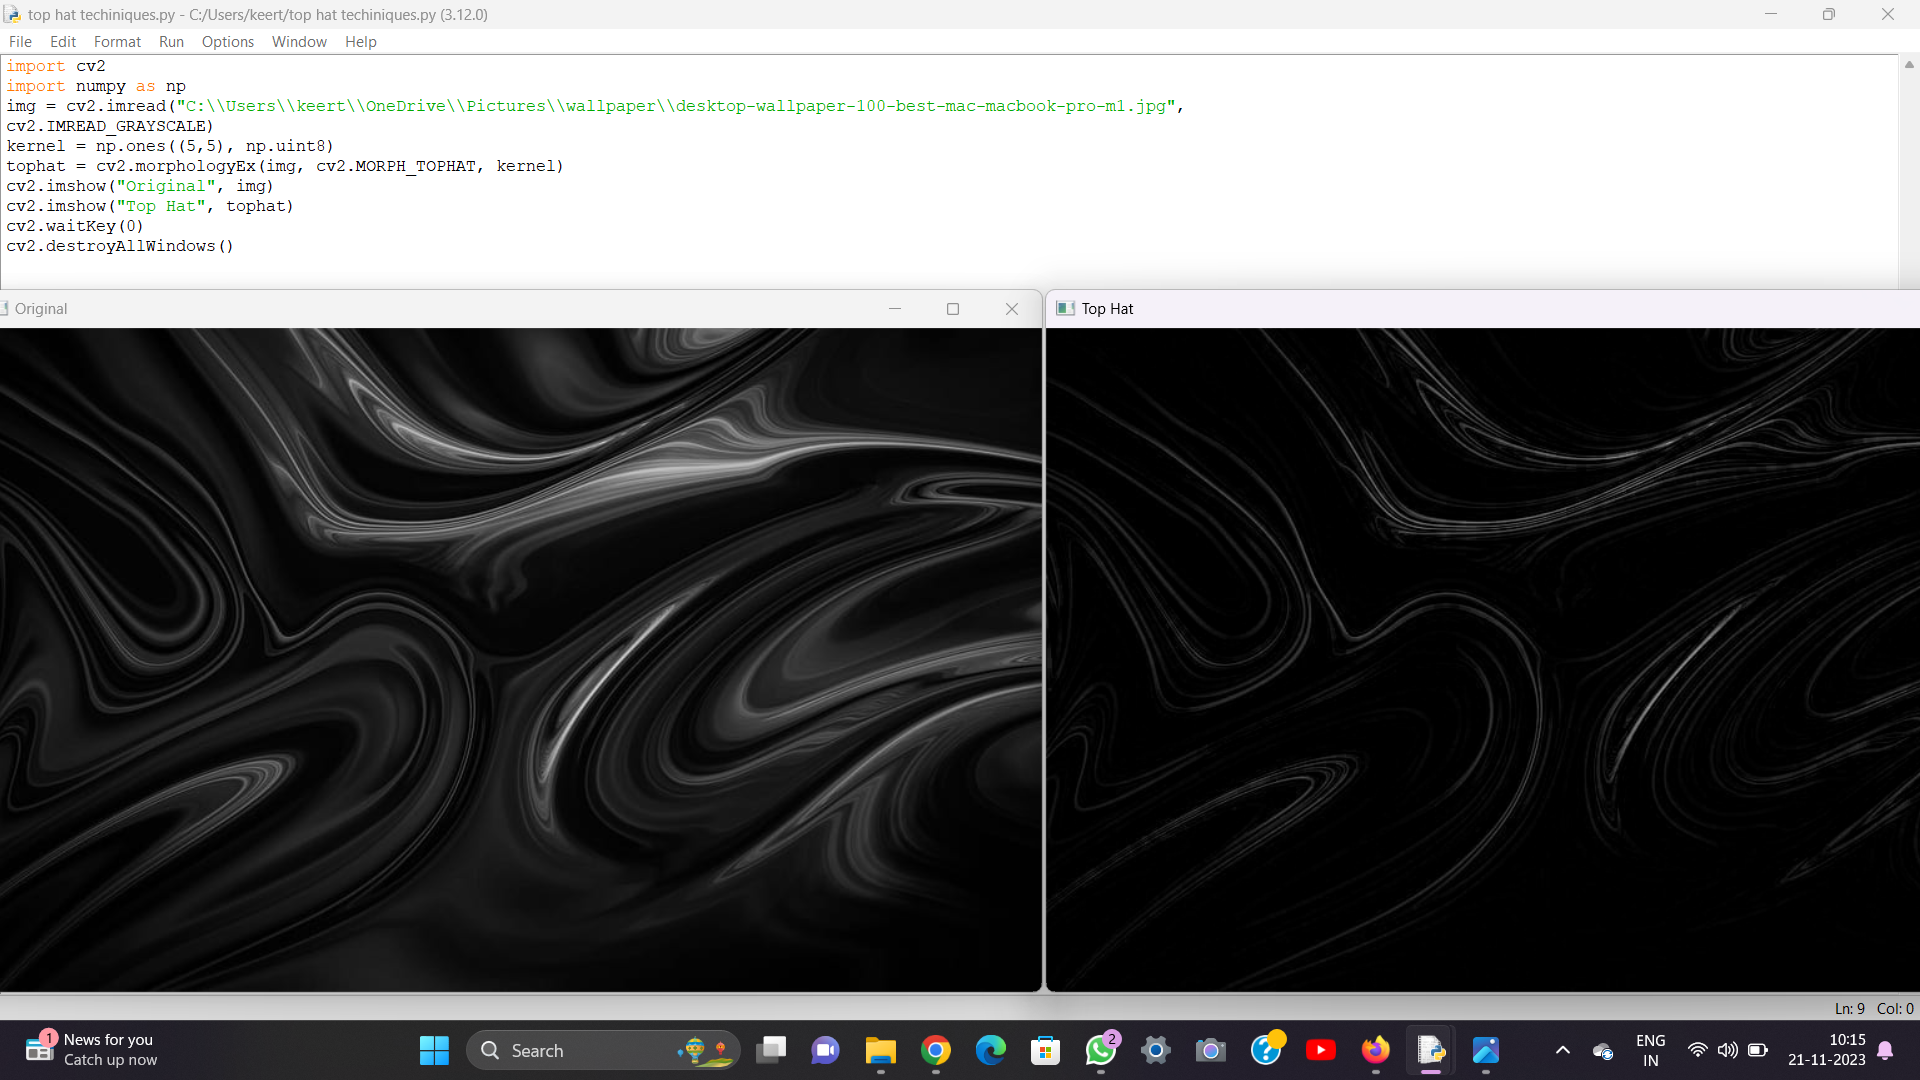 top hat techiniques.py - C:/Users/keert/top hat techiniques.py (3.12.0)
File Edit Format Run Options Window Help
import cv2
import numpy as np
img = cv2.imread("C:\\Users\\keert\\OneDrive\\Pictures\\wallpaper\\desktop-wallpaper-100-best-mac-macbook-pro-m1.jpg",
cv2.IMREAD_GRAYSCALE)
kernel = np.ones((5,5), np.uint8)
tophat = cv2.morphologyEx(img, cv2.MORPH_TOPHAT, kernel)
cv2.imshow("Original", img)
cv2.imshow("Top Hat", tophat)
cv2.waitKey(0)
cv2.destroyAllWindows()
Original
Top Hat
Ln: 9 Col: 0
1
News for you
Catch up now
Search
2
ENG
IN
10:15
21-11-2023